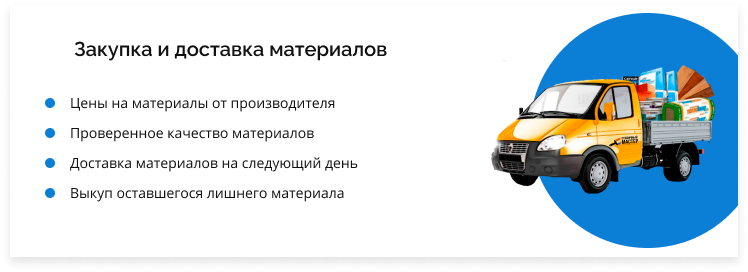 Закупка и доставка материалов
Цены на материалы от производителя
Проверенное качество материалов
Доставка материалов на следующий день
Выкуп оставшегося лишнего материала
МАСТЕР